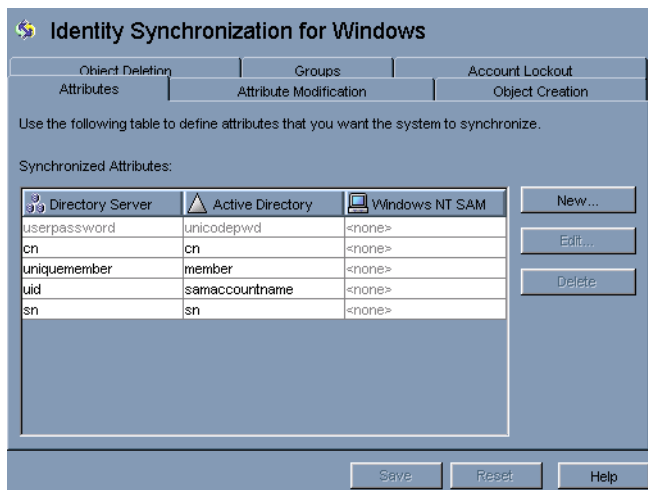 Identity Synchronization for Windows
Object Deletion Groups Account Lockout
Attributes Attribute Modification Object Creation
Use the following table to define attributes that you want the system to synchronize.
Synchronized Attributes:
Directory Server Active Directory Windows NT SAM New...
userpassword unicodepwd <none>
cn cn <none> Edit...
uniquemember member <none>
uid samaccountname <none> Delete
sn sn <none>
Save Reset Help